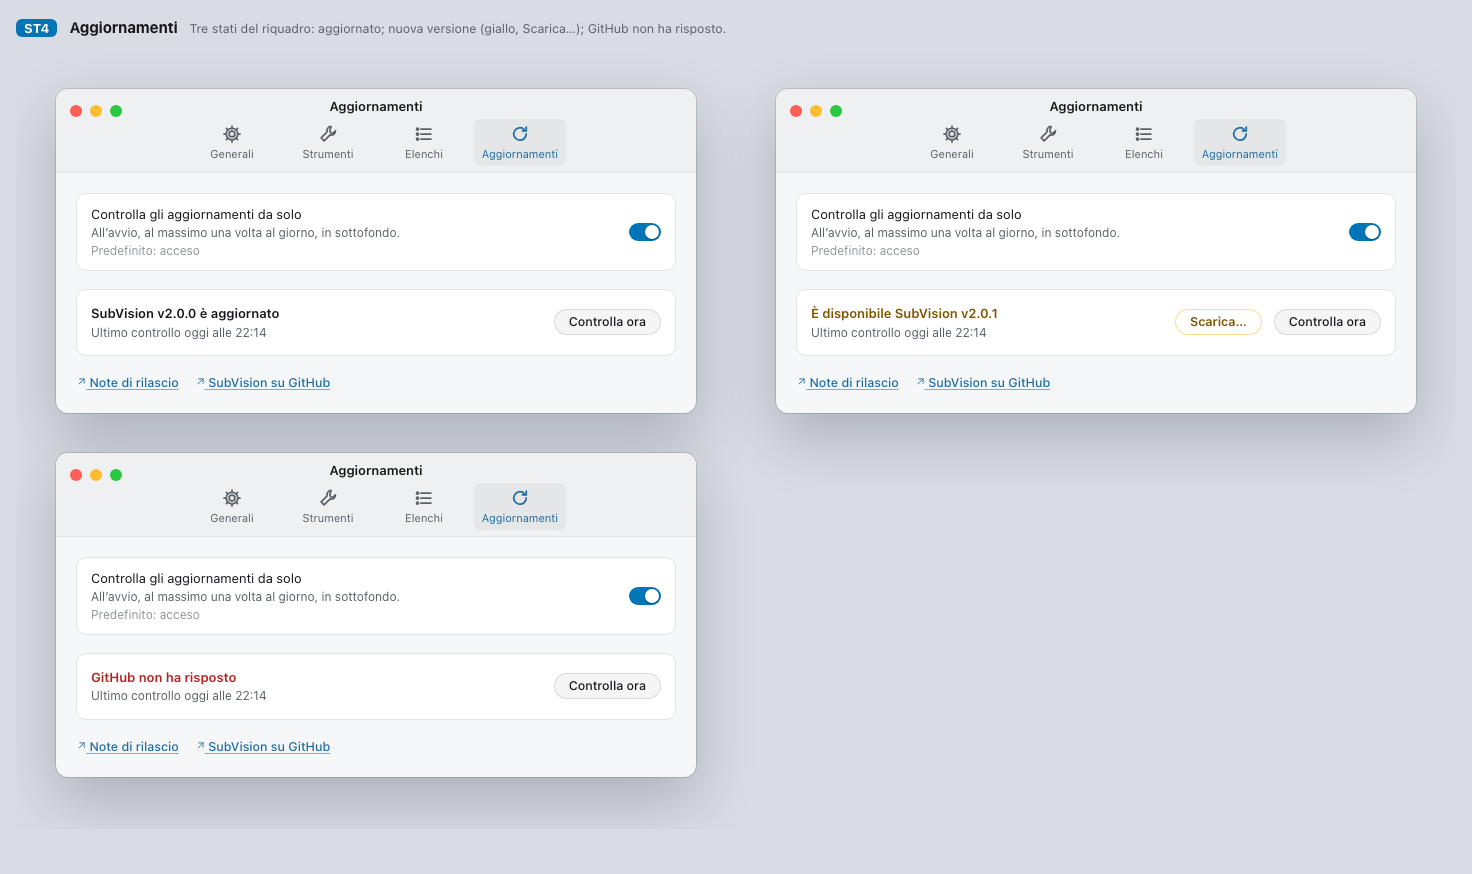 ST4 Aggiornamenti Tre stati del riquadro: aggiornato; nuova versione (giallo, Scarica…); GitHub non ha risposto.
Aggiornamenti
Generali Strumenti Elenchi Aggiornamenti
Controlla gli aggiornamenti da solo
All'avvio, al massimo una volta al giorno, in sottofondo.
Predefinito: acceso
SubVision v2.0.0 è aggiornato
Ultimo controllo oggi alle 22:14
Controlla ora
Note di rilascio SubVision su GitHub
Aggiornamenti
Generali Strumenti Elenchi Aggiornamenti
Controlla gli aggiornamenti da solo
All'avvio, al massimo una volta al giorno, in sottofondo.
Predefinito: acceso
È disponibile SubVision v2.0.1
Ultimo controllo oggi alle 22:14
Scarica… Controlla ora
Note di rilascio SubVision su GitHub
Aggiornamenti
Generali Strumenti Elenchi Aggiornamenti
Controlla gli aggiornamenti da solo
All'avvio, al massimo una volta al giorno, in sottofondo.
Predefinito: acceso
GitHub non ha risposto
Ultimo controllo oggi alle 22:14
Controlla ora
Note di rilascio SubVision su GitHub